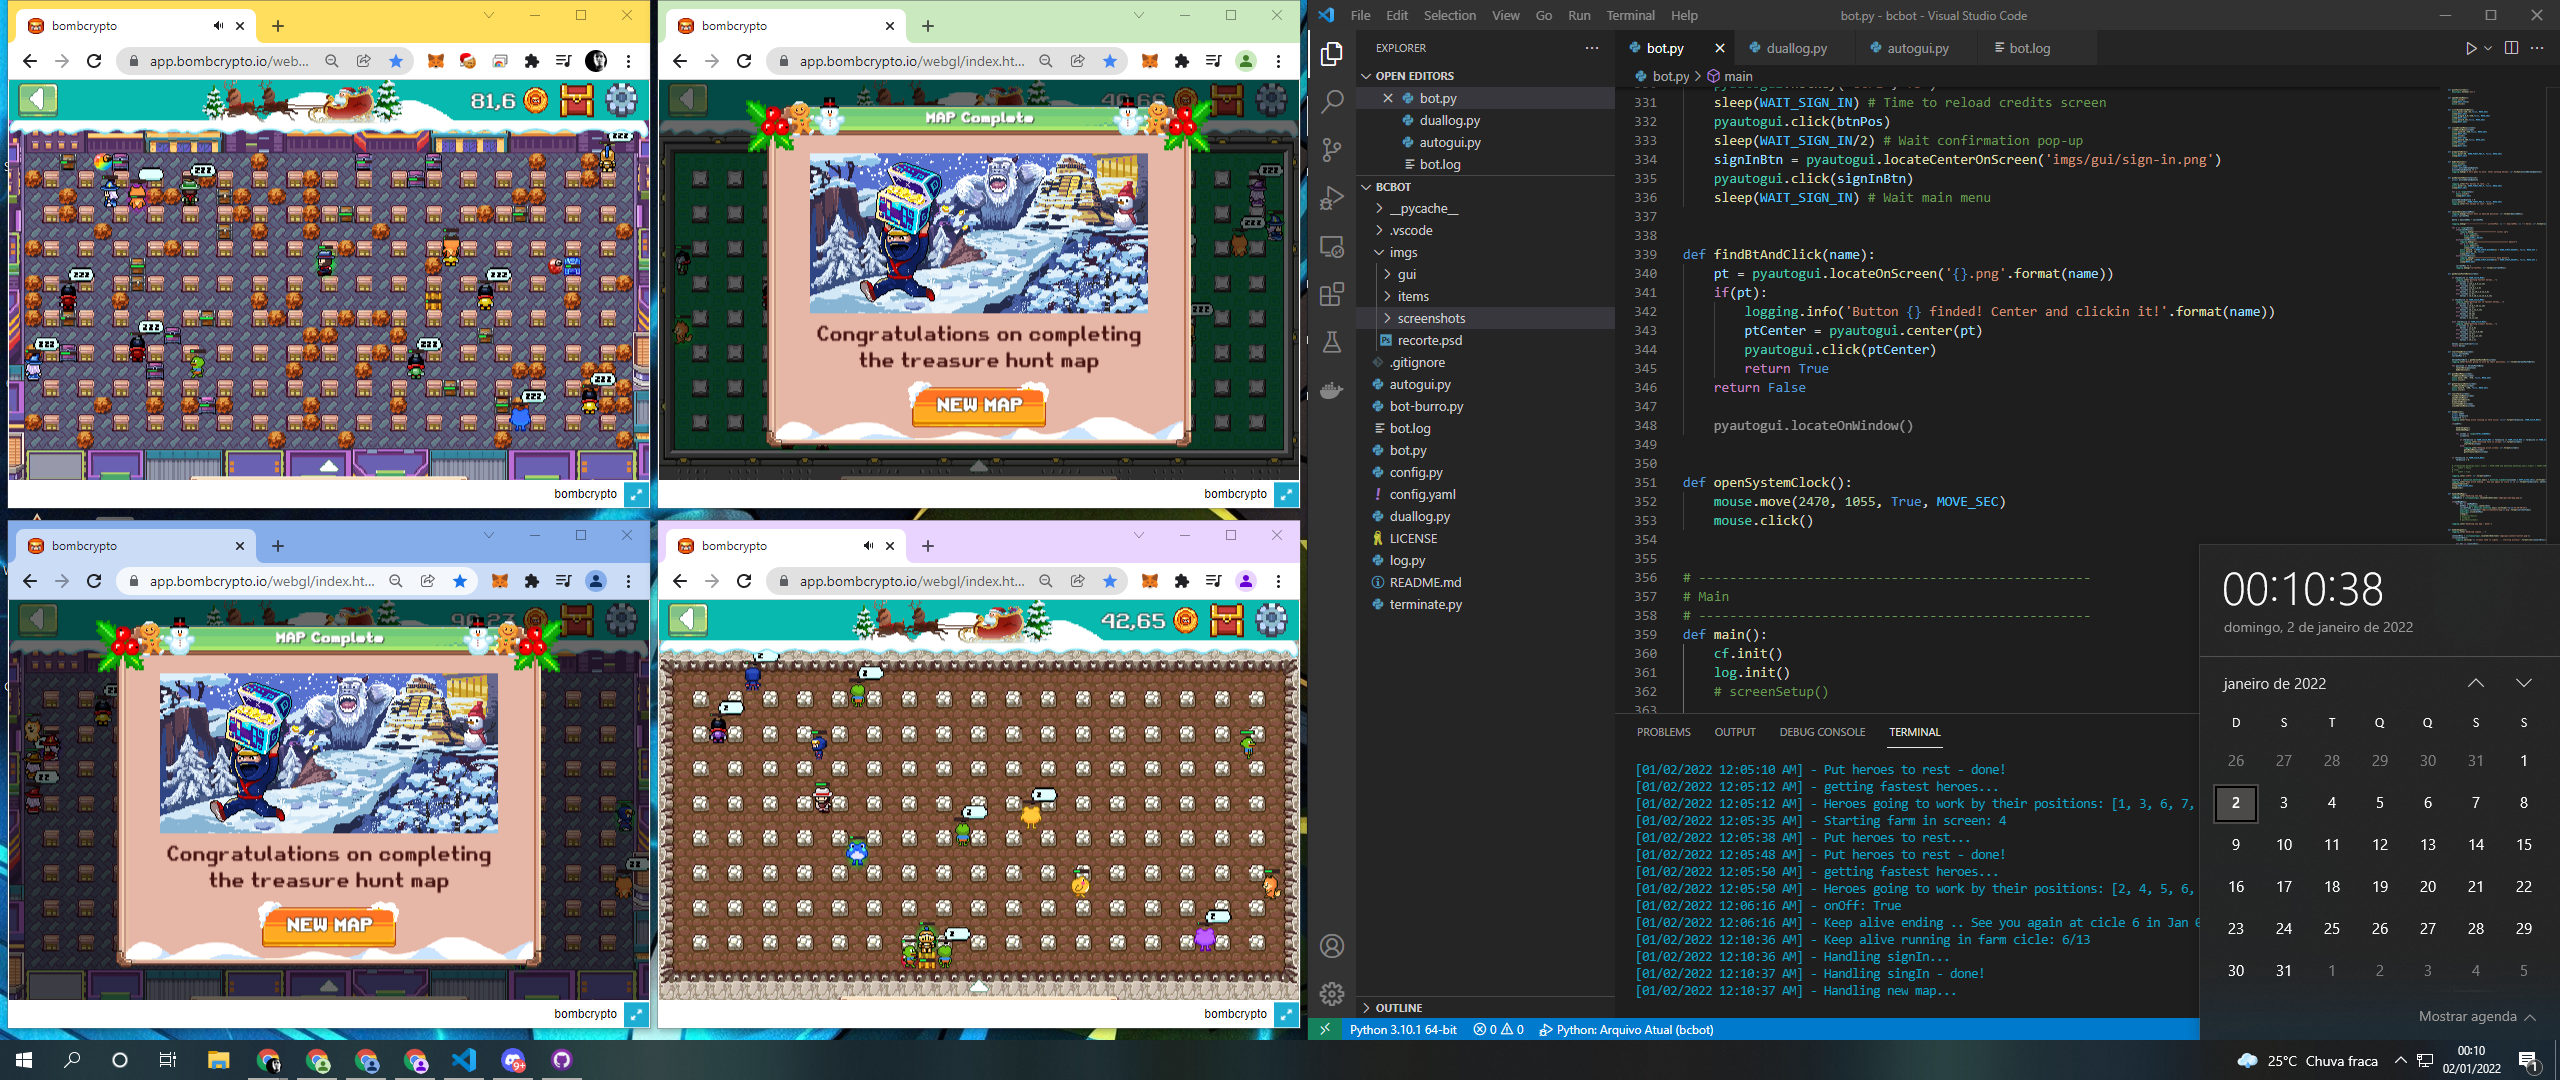 bombcrypto
app.bombcrypto.io/web...
81,6
bombcrypto
bombcrypto
app.bombcrypto.io/webgl/index.ht...
MAP Complete
Congratulations on completing
the treasure hunt map
NEW MAP
bombcrypto
bombcrypto
app.bombcrypto.io/webgl/index.ht...
MAP Complete
Congratulations on completing
the treasure hunt map
NEW MAP
bombcrypto
bombcrypto
app.bombcrypto.io/webgl/index.ht...
42,65
bombcrypto
File Edit Selection View Go Run Terminal Help
bot.py - bcbot - Visual Studio Code
EXPLORER
OPEN EDITORS
bot.py
duallog.py
autogui.py
bot.log
BCBOT
__pycache__
.vscode
imgs
gui
items
screenshots
recorte.psd
.gitignore
autogui.py
bot-burro.py
bot.log
bot.py
config.py
config.yaml
duallog.py
LICENSE
log.py
README.md
terminate.py
OUTLINE
bot.py duallog.py autogui.py bot.log
bot.py > main
331 sleep(WAIT_SIGN_IN) # Time to reload credits screen
332 pyautogui.click(btnPos)
333 sleep(WAIT_SIGN_IN/2) # Wait confirmation pop-up
334 signInBtn = pyautogui.locateCenterOnScreen('imgs/gui/sign-in.png')
335 pyautogui.click(signInBtn)
336 sleep(WAIT_SIGN_IN) # Wait main menu
337
338
339 def findBtAndClick(name):
340 pt = pyautogui.locateOnScreen('{}.png'.format(name))
341 if(pt):
342 logging.info('Button {} finded! Center and clickin it!'.format(name))
343 ptCenter = pyautogui.center(pt)
344 pyautogui.click(ptCenter)
345 return True
346 return False
347
348 pyautogui.locateOnWindow()
349
350
351 def openSystemClock():
352 mouse.move(2470, 1055, True, MOVE_SEC)
353 mouse.click()
354
355
356 # ---------------------------------------------------
357 # Main
358 # ---------------------------------------------------
359 def main():
360 cf.init()
361 log.init()
362 # screenSetup()
363
PROBLEMS OUTPUT DEBUG CONSOLE TERMINAL
[01/02/2022 12:05:10 AM] - Put heroes to rest - done!
[01/02/2022 12:05:12 AM] - getting fastest heroes...
[01/02/2022 12:05:12 AM] - Heroes going to work by their positions: [1, 3, 6, 7,
[01/02/2022 12:05:35 AM] - Starting farm in screen: 4
[01/02/2022 12:05:38 AM] - Put heroes to rest...
[01/02/2022 12:05:48 AM] - Put heroes to rest - done!
[01/02/2022 12:05:50 AM] - getting fastest heroes...
[01/02/2022 12:05:50 AM] - Heroes going to work by their positions: [2, 4, 5, 6,
[01/02/2022 12:06:16 AM] - onOff: True
[01/02/2022 12:06:16 AM] - Keep alive ending .. See you again at cicle 6 in Jan
[01/02/2022 12:10:36 AM] - Keep alive running in farm cicle: 6/13
[01/02/2022 12:10:36 AM] - Handling signIn...
[01/02/2022 12:10:37 AM] - Handling singIn - done!
[01/02/2022 12:10:37 AM] - Handling new map...
Python 3.10.1 64-bit 0 0 Python: Arquivo Atual (bcbot)
00:10:38
domingo, 2 de janeiro de 2022
janeiro de 2022
D S T Q Q S S
26 27 28 29 30 31 1
2 3 4 5 6 7 8
9 10 11 12 13 14 15
16 17 18 19 20 21 22
23 24 25 26 27 28 29
30 31 1 2 3 4 5
Mostrar agenda
9+
25°C Chuva fraca
00:10
02/01/2022
1